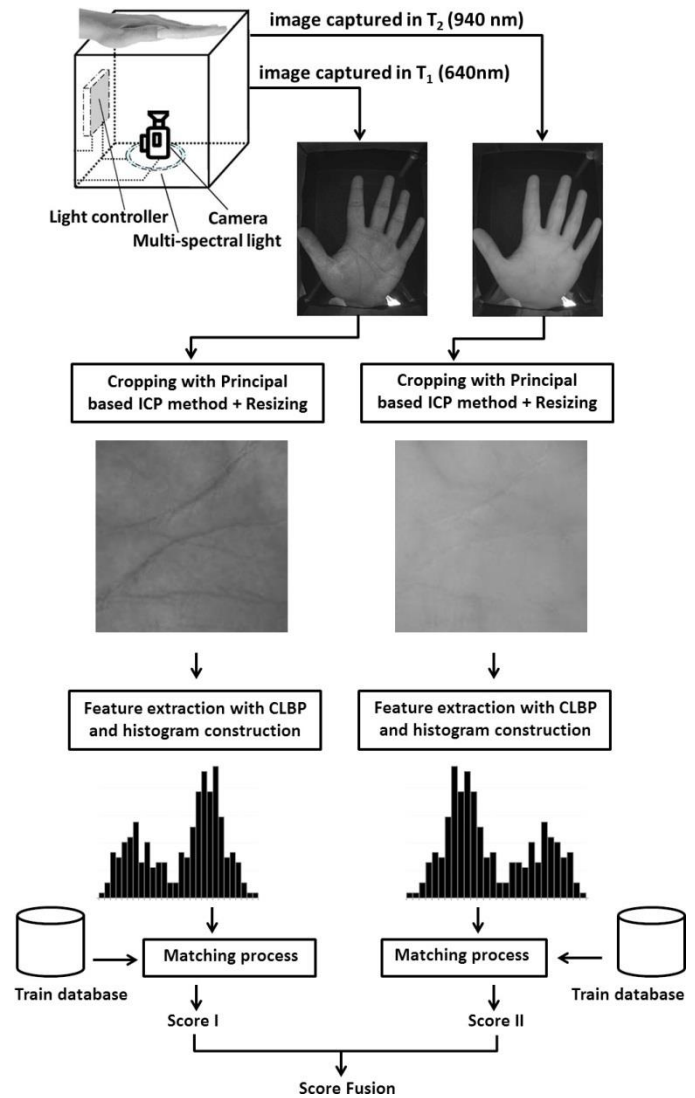 image captured in T₂ (940 nm)
image captured in T₁ (640nm)
Light controller
Camera
Multi-spectral light
Cropping with Principal
based ICP method + Resizing
Cropping with Principal
based ICP method + Resizing
Feature extraction with CLBP
and histogram construction
Feature extraction with CLBP
and histogram construction
Matching process
Matching process
Train database
Train database
Score I
Score II
Score Fusion